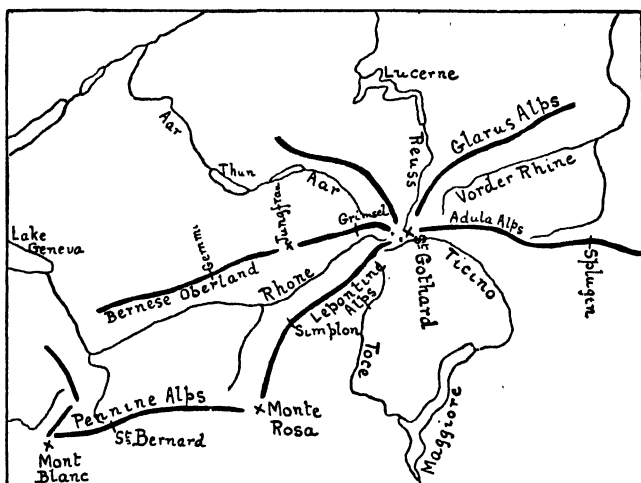 Lucerne
Aar
Reuss
Glarus Alps
Thun
Aar
Vorder Rhine
Jungfrau
Grimsel
Adula Alps
Lake
Geneva
Gemmi
St Gothard
Ticino
Splugen
Bernese Oberland
Rhone
Lepontine
Alps
Simplon
Toce
Pennine Alps
Monte
Rosa
Maggiore
St Bernard
Mont
Blanc